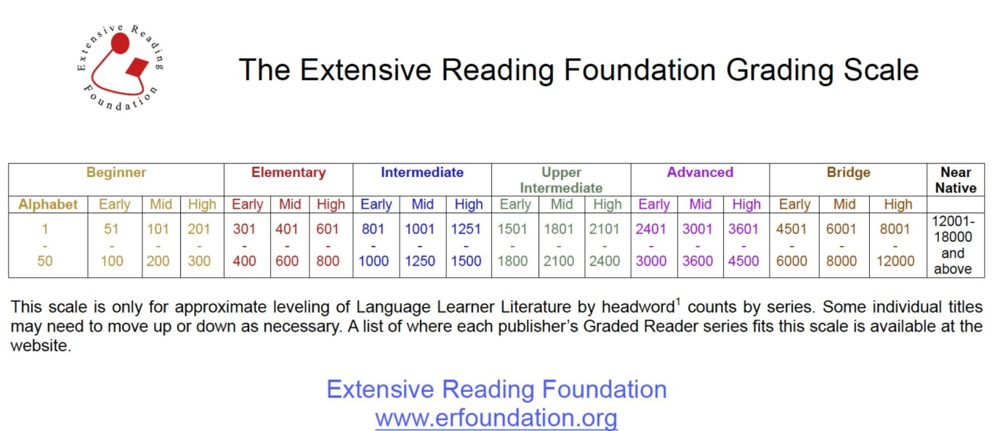 Extensive Reading
Foundation
The Extensive Reading Foundation Grading Scale
Beginner Elementary Intermediate Upper Intermediate Advanced Bridge Near Native
Alphabet Early Mid High Early Mid High Early Mid High Early Mid High Early Mid High Early Mid High
1 51 101 201 301 401 601 801 1001 1251 1501 1801 2101 2401 3001 3601 4501 6001 8001 12001-
- - - - - - - - - - - - - - - - - - - 18000
and
50 100 200 300 400 600 800 1000 1250 1500 1800 2100 2400 3000 3600 4500 6000 8000 12000 above
This scale is only for approximate leveling of Language Learner Literature by headword¹ counts by series. Some individual titles
may need to move up or down as necessary. A list of where each publisher’s Graded Reader series fits this scale is available at the
website.
Extensive Reading Foundation
www.erfoundation.org